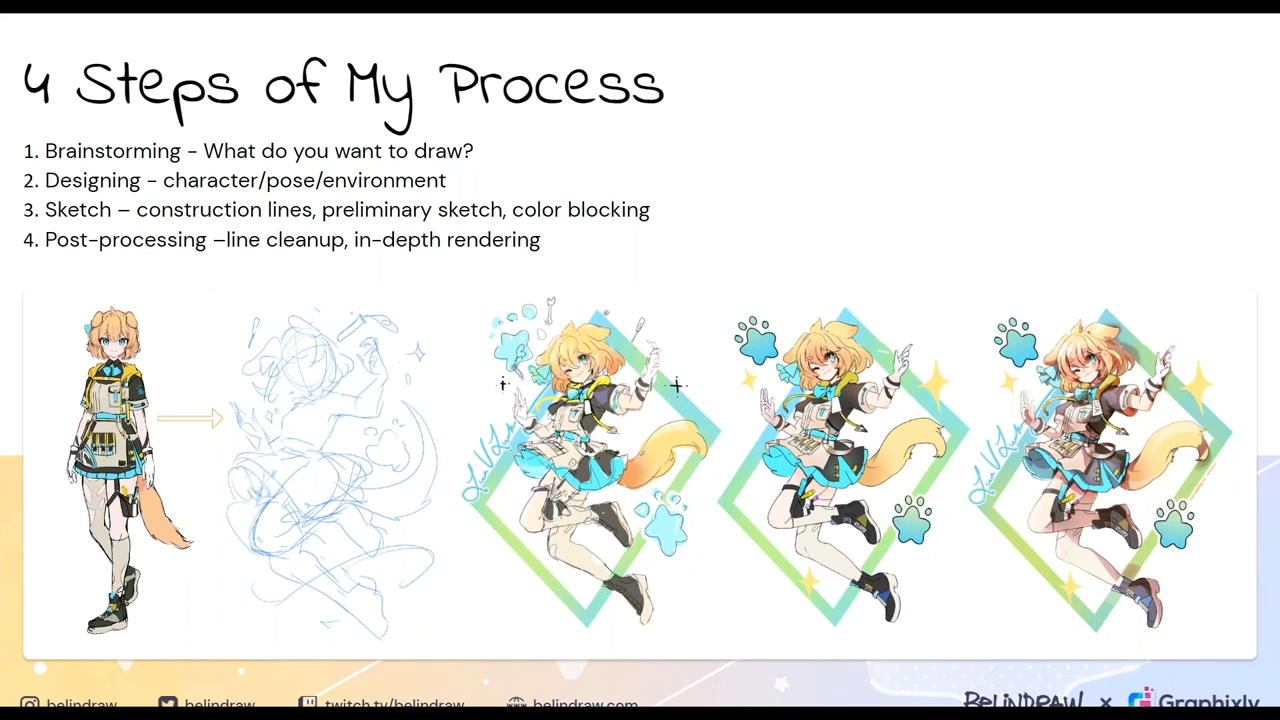 4 Steps of My Process
1. Brainstorming - What do you want to draw?
2. Designing - character/pose/environment
3. Sketch – construction lines, preliminary sketch, color blocking
4. Post-processing –line cleanup, in-depth rendering
belindraw belindraw twitch.tv/belindraw www.belindraw.com BELINDRAW × Graphixly